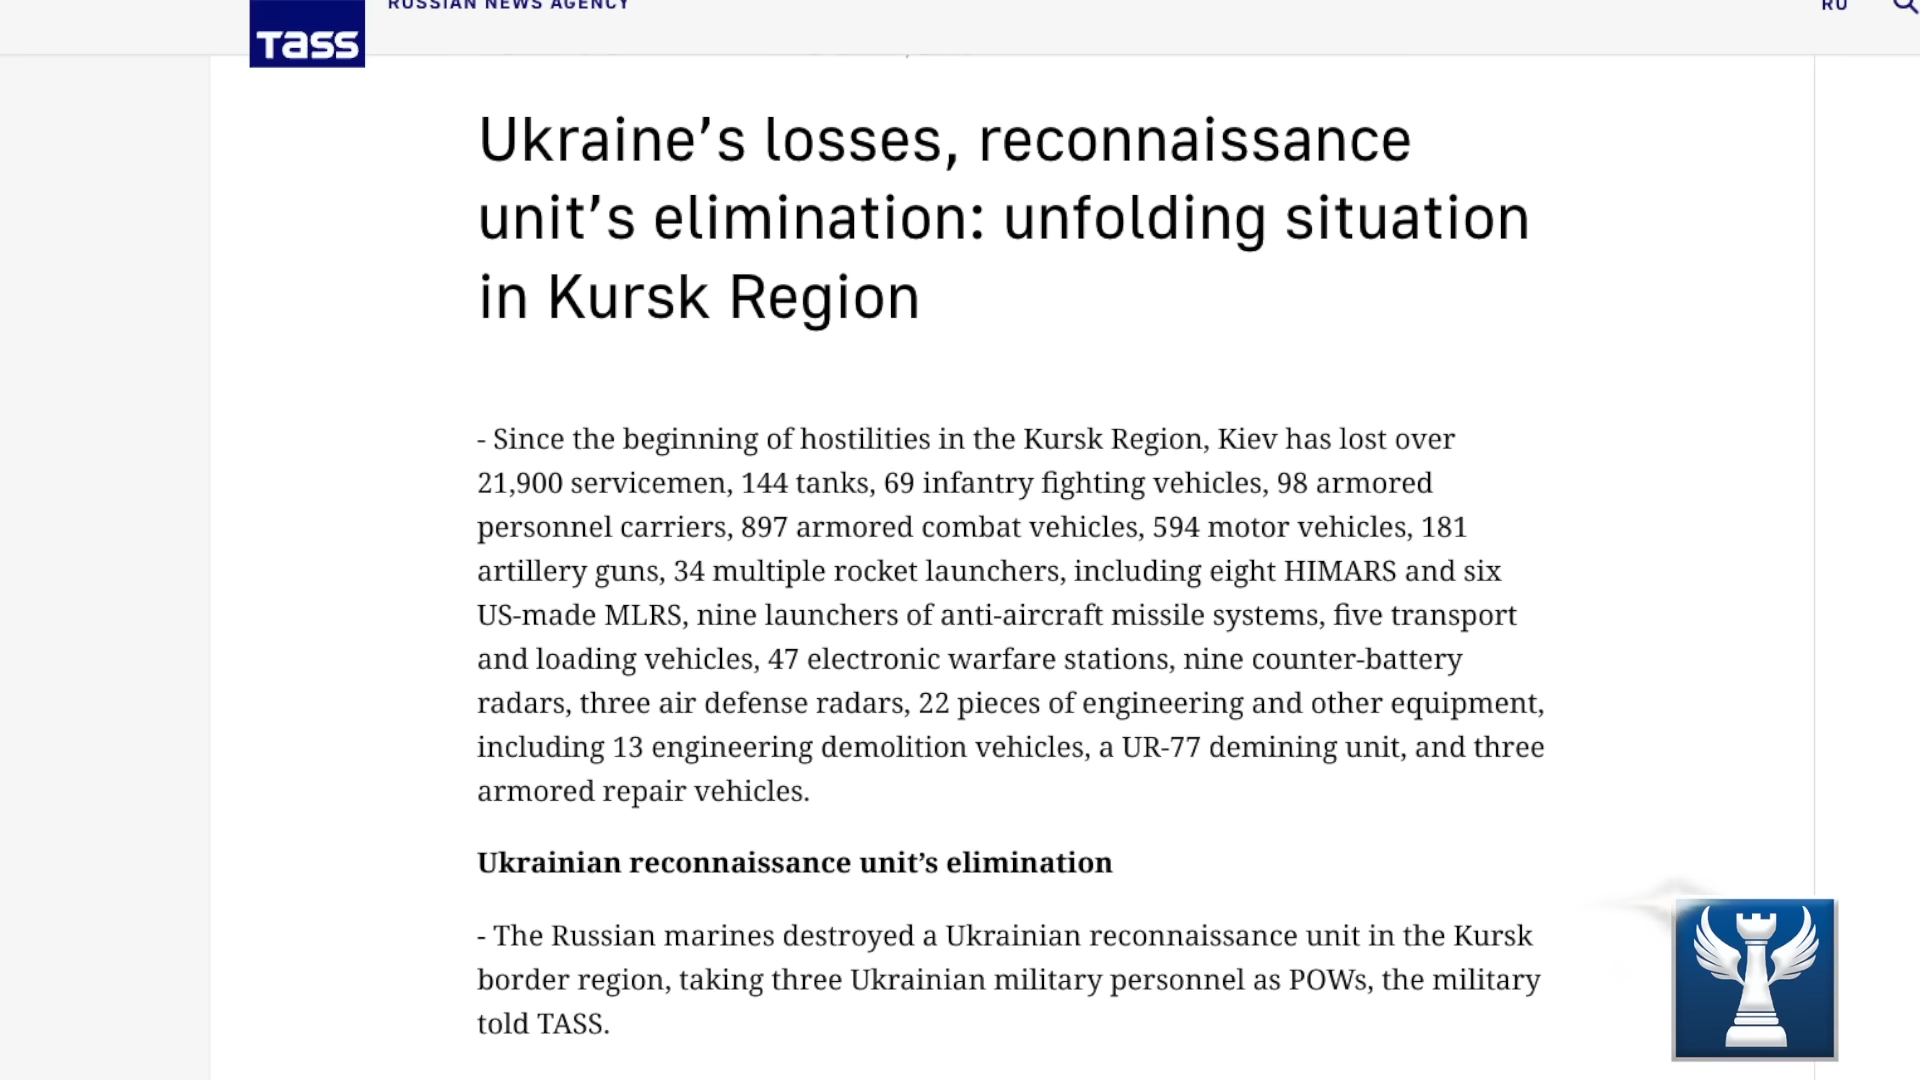 RUSSIAN NEWS AGENCY
RU
TASS
Ukraine’s losses, reconnaissance
unit’s elimination: unfolding situation
in Kursk Region
- Since the beginning of hostilities in the Kursk Region, Kiev has lost over
21,900 servicemen, 144 tanks, 69 infantry fighting vehicles, 98 armored
personnel carriers, 897 armored combat vehicles, 594 motor vehicles, 181
artillery guns, 34 multiple rocket launchers, including eight HIMARS and six
US-made MLRS, nine launchers of anti-aircraft missile systems, five transport
and loading vehicles, 47 electronic warfare stations, nine counter-battery
radars, three air defense radars, 22 pieces of engineering and other equipment,
including 13 engineering demolition vehicles, a UR-77 demining unit, and three
armored repair vehicles.
Ukrainian reconnaissance unit’s elimination
- The Russian marines destroyed a Ukrainian reconnaissance unit in the Kursk
border region, taking three Ukrainian military personnel as POWs, the military
told TASS.